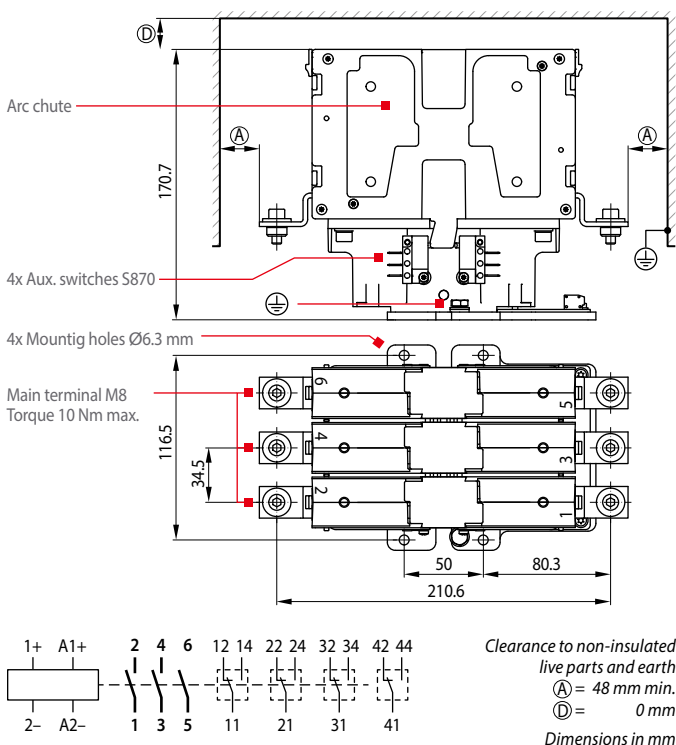 D
Arc chute
A
A
170.7
4x Aux. switches S870
4x Mountig holes Ø6.3 mm
Main terminal M8
Torque 10 Nm max.
116.5
34.5
6
5
4
3
2
1
50
80.3
210.6
1+ A1+ 2 4 6 12 14 22 24 32 34 42 44
2– A2– 1 3 5 11 21 31 41
Clearance to non-insulated
live parts and earth
A = 48 mm min.
D = 0 mm
Dimensions in mm